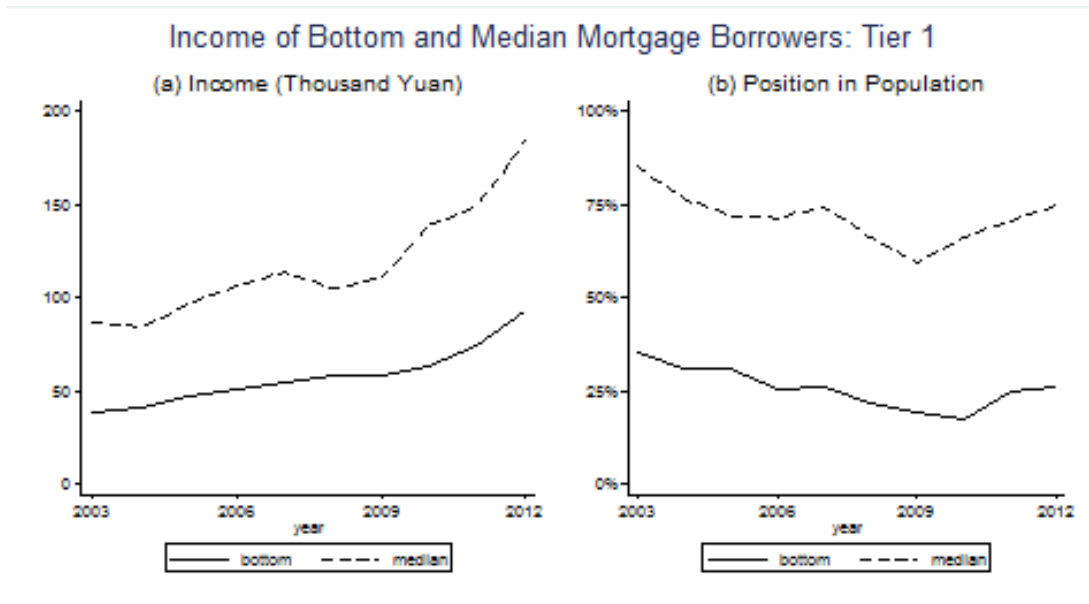 Income of Bottom and Median Mortgage Borrowers: Tier 1
(a) Income (Thousand Yuan)
200
150
100
50
0
2003 2006 2009 2012
year
bottom median
(b) Position in Population
100%
75%
50%
25%
0%
2003 2006 2009 2012
year
bottom median